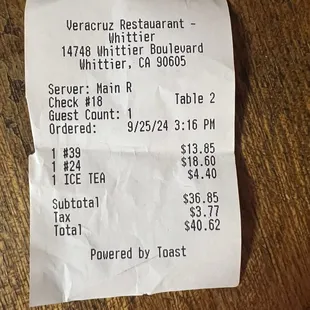 Veracruz Restauarant -
Whittier
14748 Whittier Boulevard
Whittier, CA 90605
Server: Main R
Check #18 Table 2
Guest Count: 1
Ordered: 9/25/24 3:16 PM
1 #39 $13.85
1 #24 $18.60
1 ICE TEA $4.40
Subtotal $36.85
Tax $3.77
Total $40.62
Powered by Toast